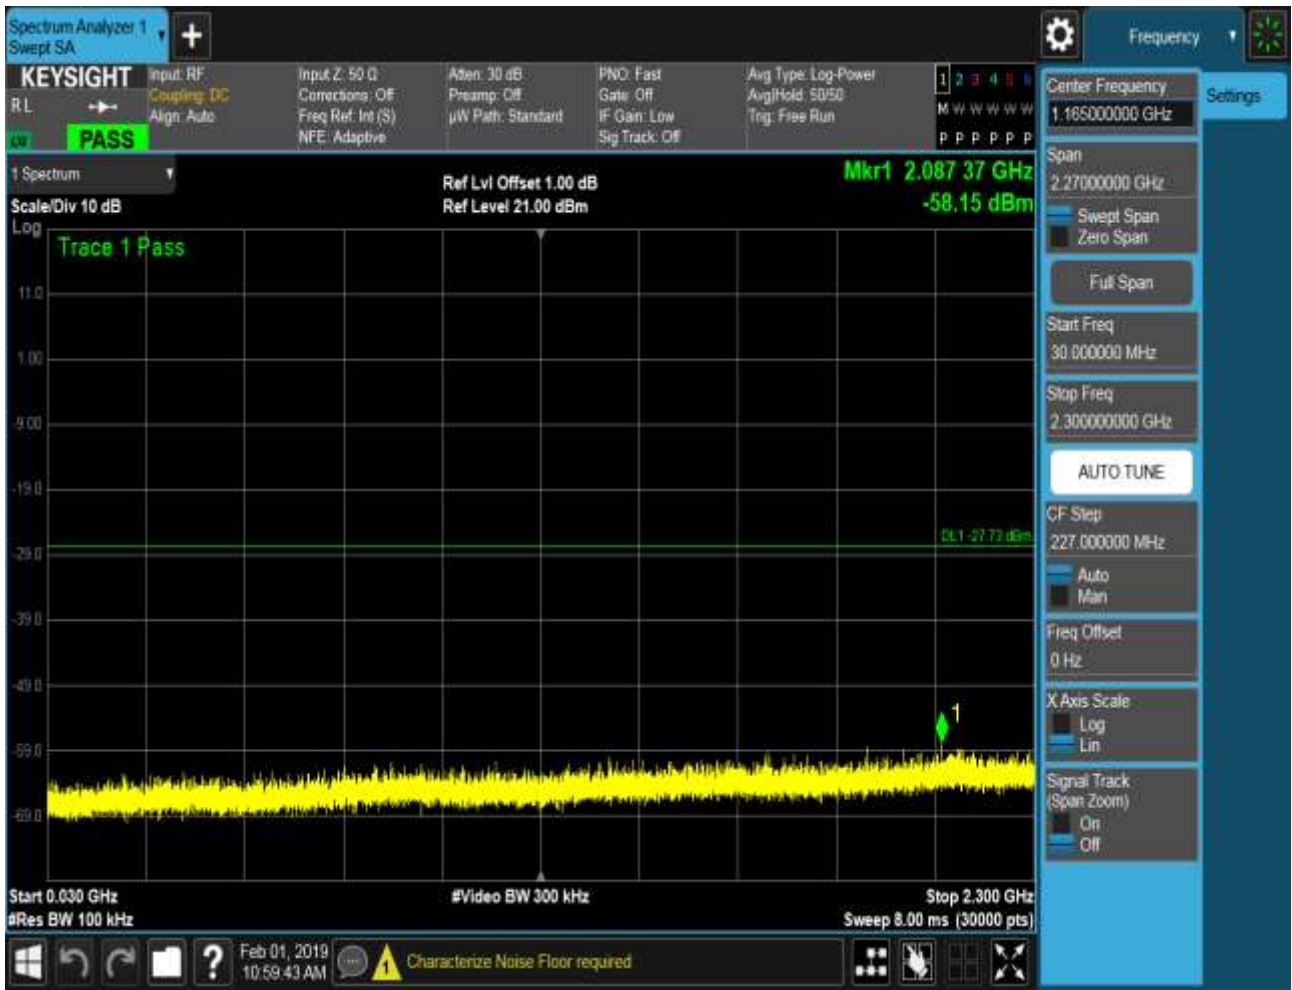 Spectrum Analyzer 1
Swept SA
Frequency
KEYSIGHT
R L
PASS
Input: RF
Coupling: DC
Align: Auto
Input Z: 50 Ω
Corrections: Off
Freq Ref: Int (S)
NFE: Adaptive
Atten: 30 dB
Preamp: Off
µW Path: Standard
PNO: Fast
Gate: Off
IF Gain: Low
Sig Track: Off
Avg Type: Log-Power
Avg|Hold: 50/50
Trig: Free Run
1 2 3 4 5 6
M W W W W W
P P P P P P
1 Spectrum
Scale/Div 10 dB
Ref Lvl Offset 1.00 dB
Ref Level 21.00 dBm
Mkr1 2.087 37 GHz
-58.15 dBm
Log
Trace 1 Pass
11.0
1.00
-9.00
-19.0
-29.0
-39.0
-49.0
-59.0
-69.0
DL1 -27.73 dBm
1
Start 0.030 GHz
#Res BW 100 kHz
#Video BW 300 kHz
Stop 2.300 GHz
Sweep 8.00 ms (30000 pts)
Center Frequency
1.165000000 GHz
Settings
Span
2.27000000 GHz
Swept Span
Zero Span
Full Span
Start Freq
30.000000 MHz
Stop Freq
2.300000000 GHz
AUTO TUNE
CF Step
227.000000 MHz
Auto
Man
Freq Offset
0 Hz
X Axis Scale
Log
Lin
Signal Track
(Span Zoom)
On
Off
?
Feb 01, 2019
10:59:43 AM
1
Characterize Noise Floor required